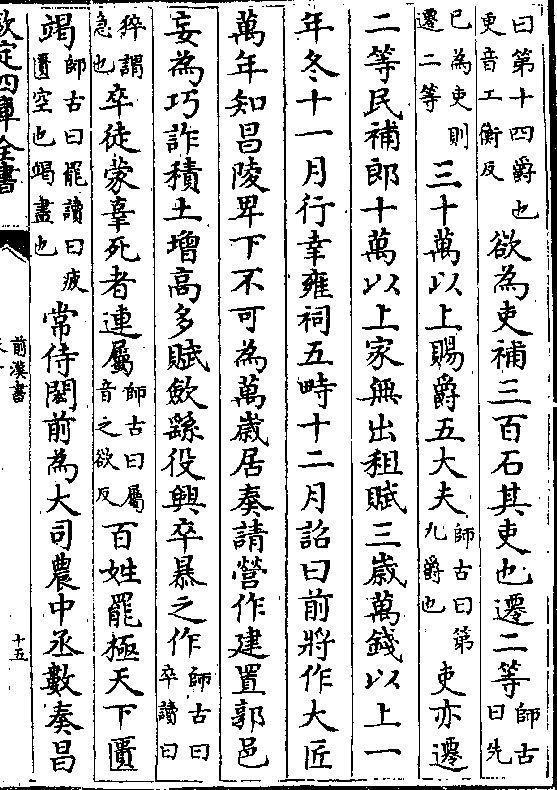 曰第十四爵也更音工衡反欲為吏補三百石其吏也遷二等師古曰先
已為吏則遷二等三十萬以上賜爵五大夫師古曰第九爵也吏亦遷
二等民補郎十萬以上家無出租賦三歲萬錢以上一
年冬十一月行幸雍祠五畤十二月詔曰前將作大匠
萬年知昌陵卑下不可為萬歲居奏請營作建置郭邑
妄為巧詐積土增高多賦斂繇役興卒暴之作師古曰卒讀曰
猝謂急也卒徒蒙辜死者連屬師古曰屬音之欲反百姓罷極天下匱
竭師古曰罷讀曰疲匱空也竭盡也常侍閎前為大司農中丞數奏昌
欽定四庫全書
前漢書
十五